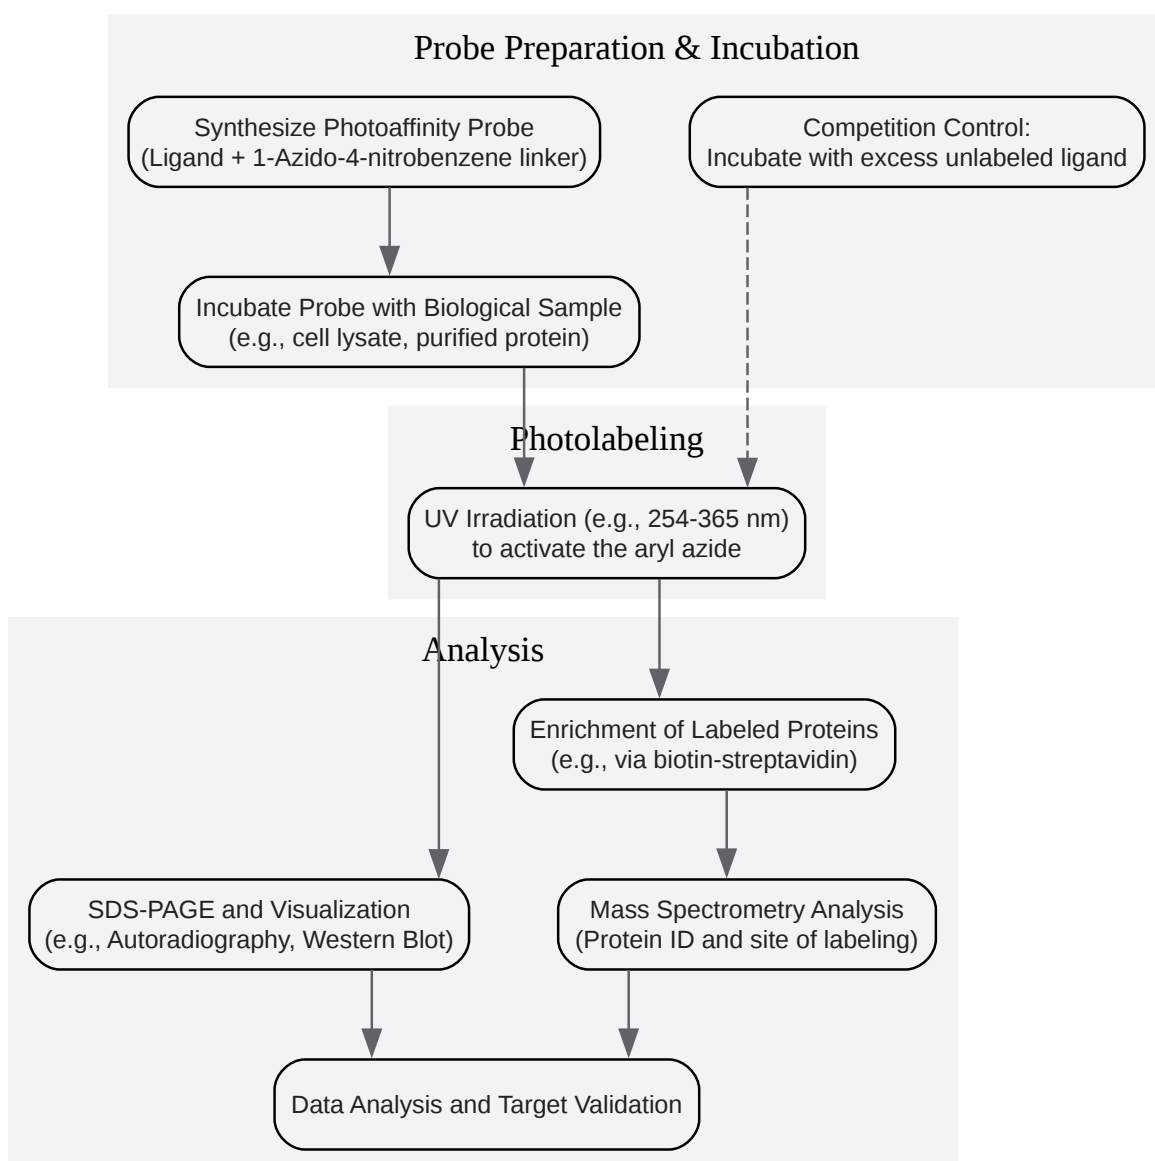 Probe Preparation & Incubation
Synthesize Photoaffinity Probe
(Ligand + 1-Azido-4-nitrobenzene linker)
Competition Control:
Incubate with excess unlabeled ligand
Incubate Probe with Biological Sample
(e.g., cell lysate, purified protein)
Photolabeling
UV Irradiation (e.g., 254-365 nm)
to activate the aryl azide
Analysis
Enrichment of Labeled Proteins
(e.g., via biotin-streptavidin)
SDS-PAGE and Visualization
(e.g., Autoradiography, Western Blot)
Mass Spectrometry Analysis
(Protein ID and site of labeling)
Data Analysis and Target Validation